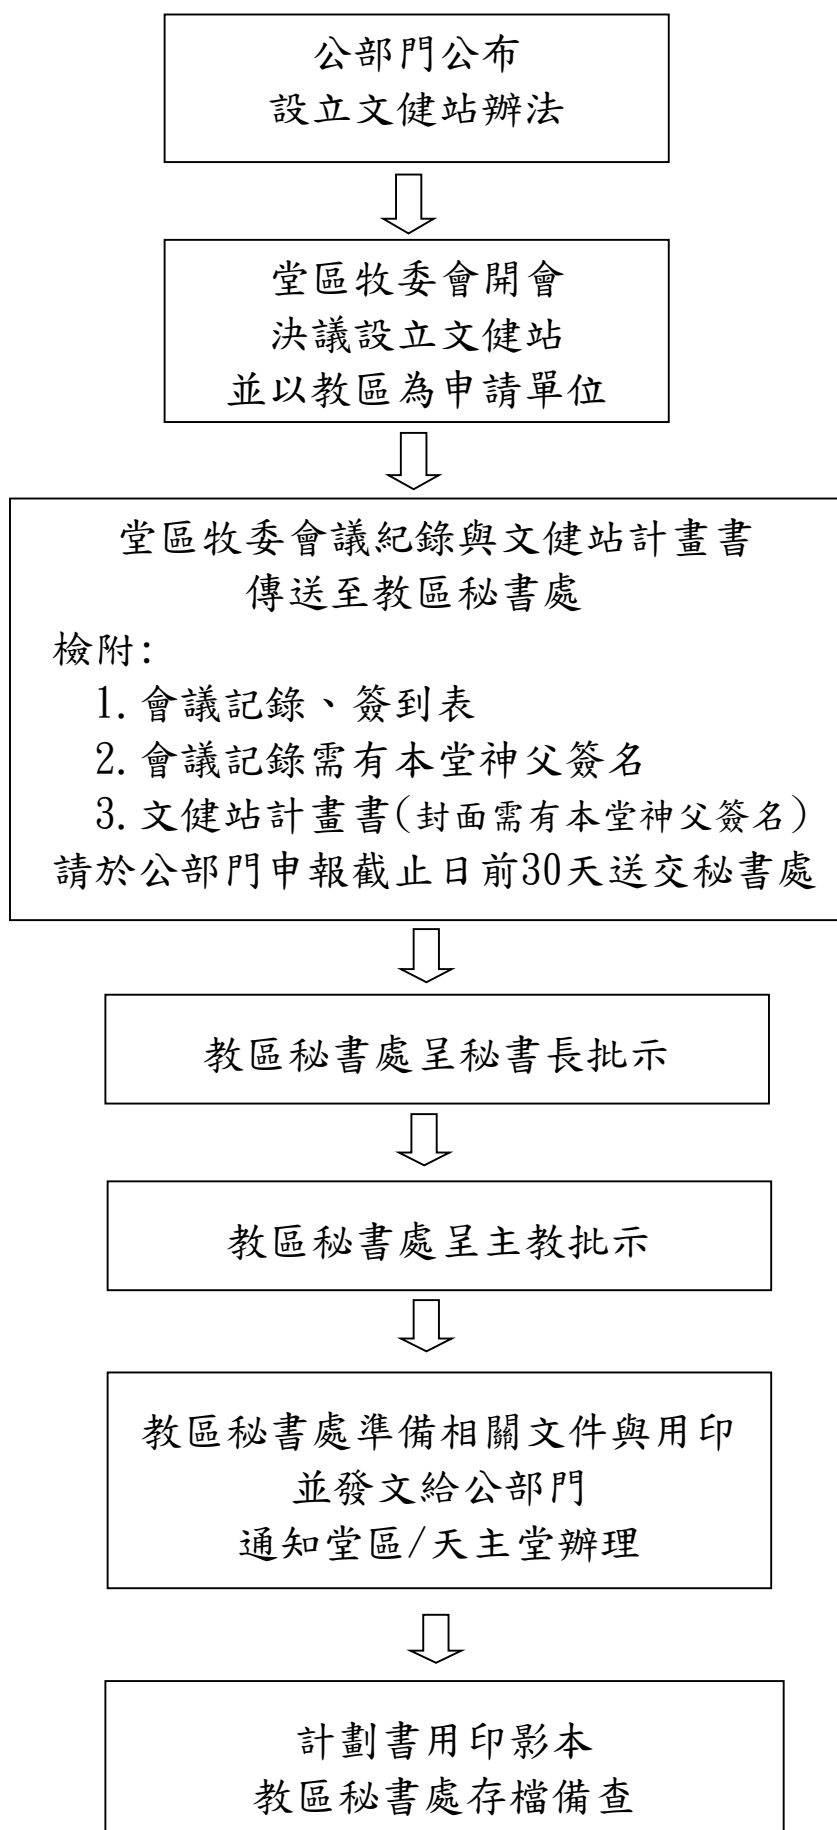 公部門公布
設立文健站辦法
堂區牧委會開會
決議設立文健站
並以教區為申請單位
堂區牧委會議紀錄與文健站計畫書
傳送至教區秘書處
檢附:
1.會議記錄、簽到表
2.會議記錄需有本堂神父簽名
3.文健站計畫書(封面需有本堂神父簽名)
請於公部門申報截止日前30天送交秘書處
教區秘書處呈秘書長批示
教區秘書處呈主教批示
教區秘書處準備相關文件與用印
並發文給公部門
通知堂區/天主堂辦理
計劃書用印影本
教區秘書處存檔備查